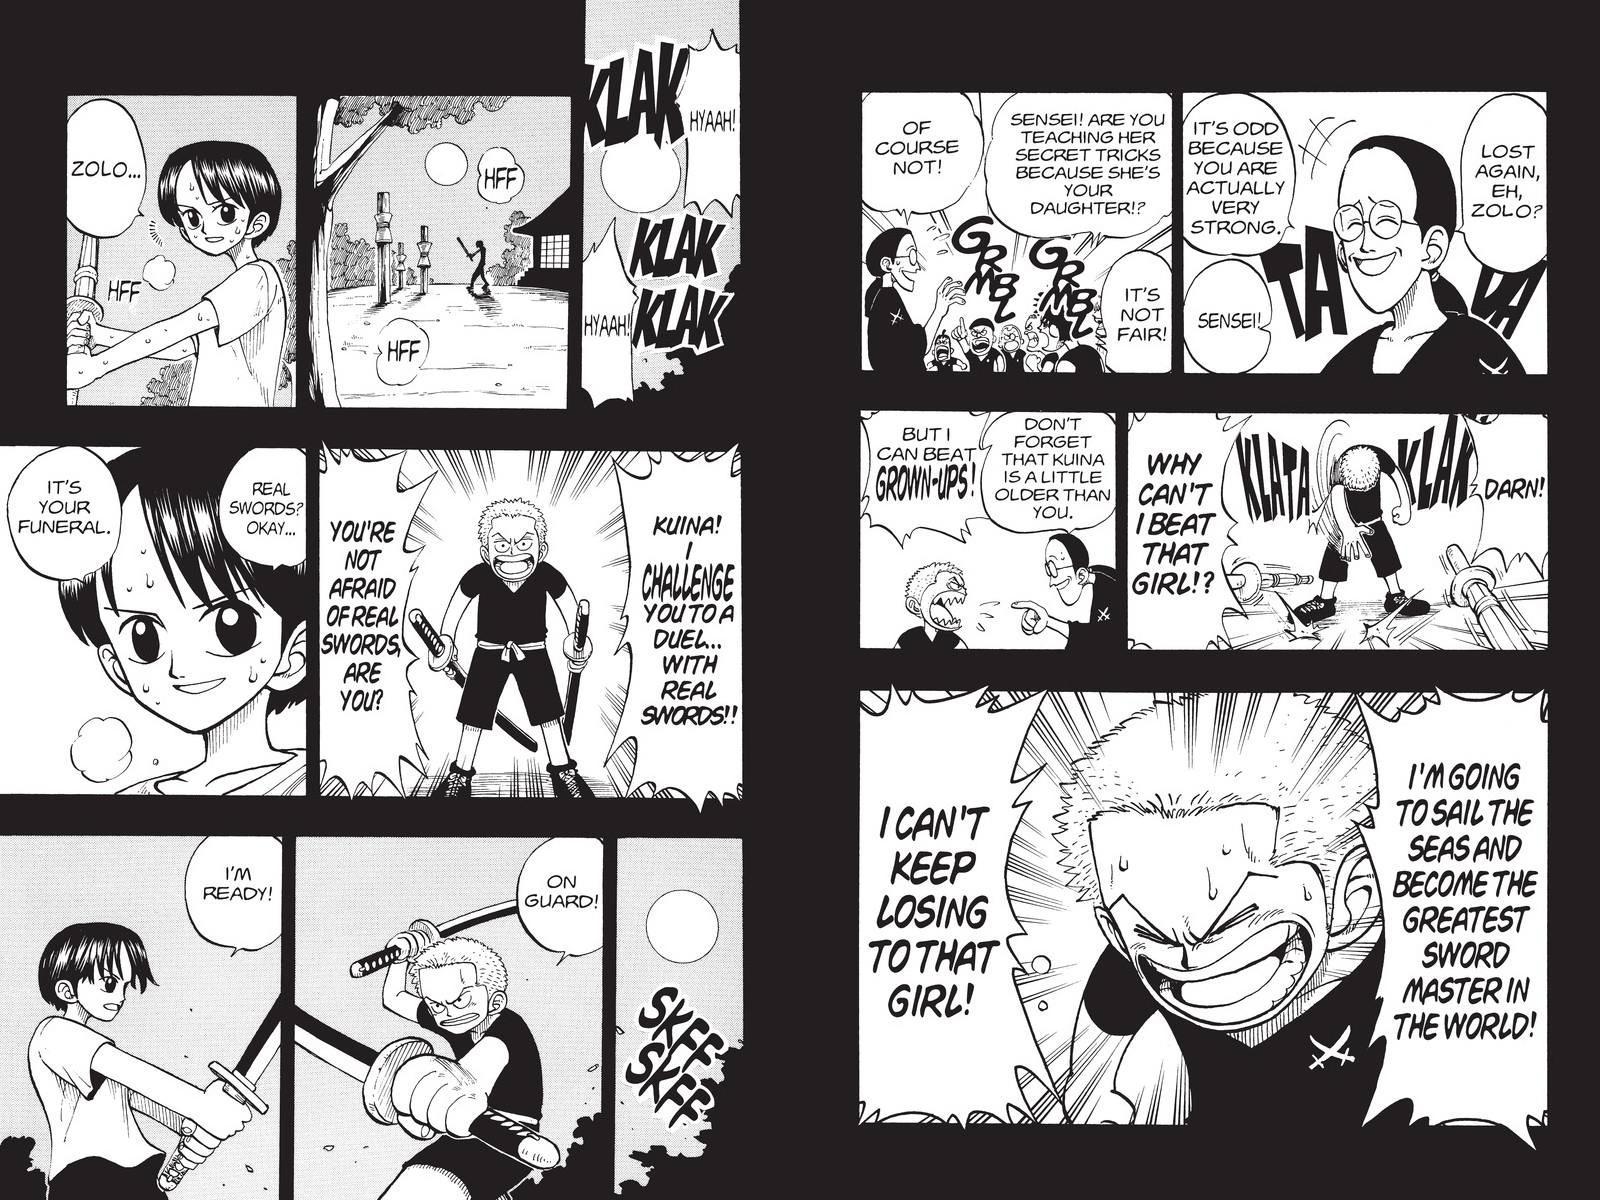 LOST
AGAIN,
EH,
ZOLO?
TA
DA
IT'S ODD
BECAUSE
YOU ARE
ACTUALLY
VERY
STRONG.
SENSEI!
SENSEI! ARE YOU
TEACHING HER
SECRET TRICKS
BECAUSE SHE'S
YOUR
DAUGHTER!?
IT'S
NOT
FAIR!
GRMBL
GRMBL
OF
COURSE
NOT!
DARN!
KLAK
KLATA
WHY
CAN'T
I BEAT
THAT
GIRL!?
DON'T
FORGET
THAT KUINA
IS A LITTLE
OLDER THAN
YOU.
BUT I
CAN BEAT
GROWN-UPS!
I'M GOING
TO SAIL THE
SEAS AND
BECOME THE
GREATEST
SWORD
MASTER IN
THE WORLD!
I CAN'T
KEEP
LOSING
TO THAT
GIRL!
KLAK
HYAAH!
KLAK
KLAK
HYAAH!
HFF
HFF
ZOLO...
HFF
KUINA!
I
CHALLENGE
YOU TO A
DUEL...
WITH
REAL
SWORDS!!
YOU'RE
NOT
AFRAID
OF REAL
SWORDS,
ARE
YOU?
REAL
SWORDS?
OKAY...
IT'S
YOUR
FUNERAL.
SKFF
SKFF
ON
GUARD!
I'M
READY!